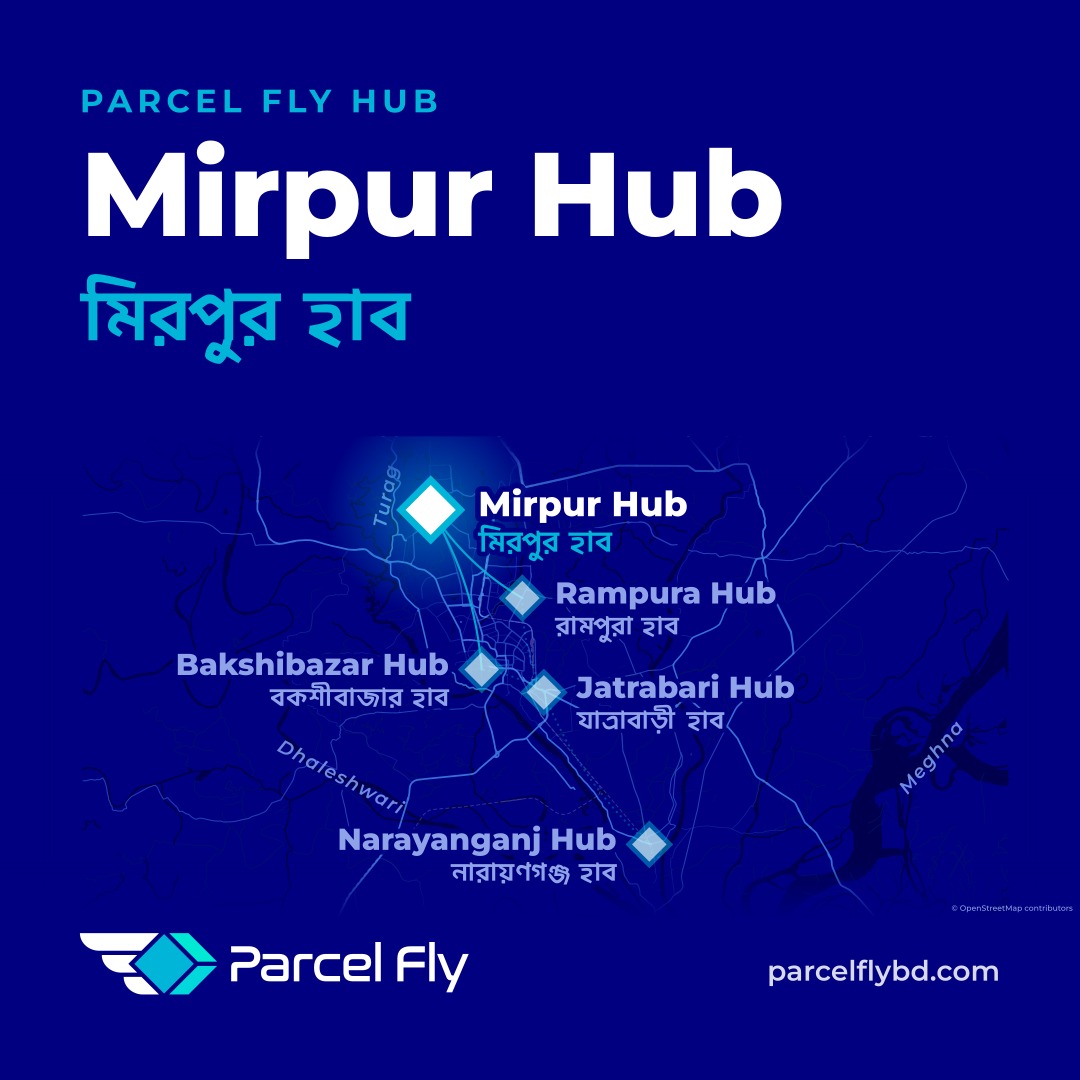 PARCEL FLY HUB
Mirpur Hub
মিরপুর হাব
Turag
Mirpur Hub
মিরপুর হাব
Rampura Hub
রামপুরা হাব
Bakshibazar Hub
বকশীবাজার হাব
Jatrabari Hub
যাত্রাবাড়ী হাব
Dhaleshwari
Meghna
Narayanganj Hub
নারায়ণগঞ্জ হাব
© OpenStreetMap contributors
Parcel Fly
parcelflybd.com